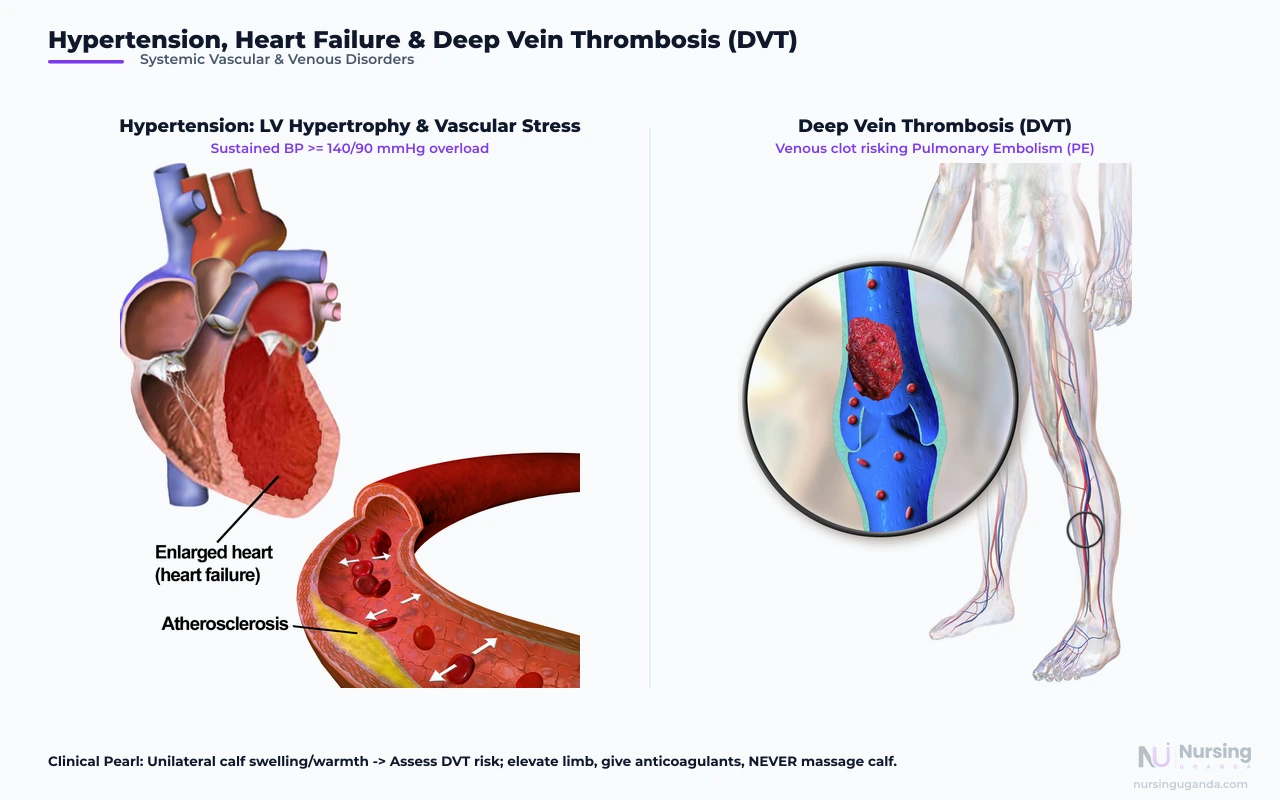 Hypertension, Heart Failure & Deep Vein Thrombosis (DVT)
Systemic Vascular & Venous Disorders
Hypertension: LV Hypertrophy & Vascular Stress
Sustained BP >= 140/90 mmHg overload
Enlarged heart
(heart failure)
Atherosclerosis
Deep Vein Thrombosis (DVT)
Venous clot risking Pulmonary Embolism (PE)
Clinical Pearl: Unilateral calf swelling/warmth -> Assess DVT risk; elevate limb, give anticoagulants, NEVER massage calf.
NU Nursing
UGANDA
nursinguganda.com